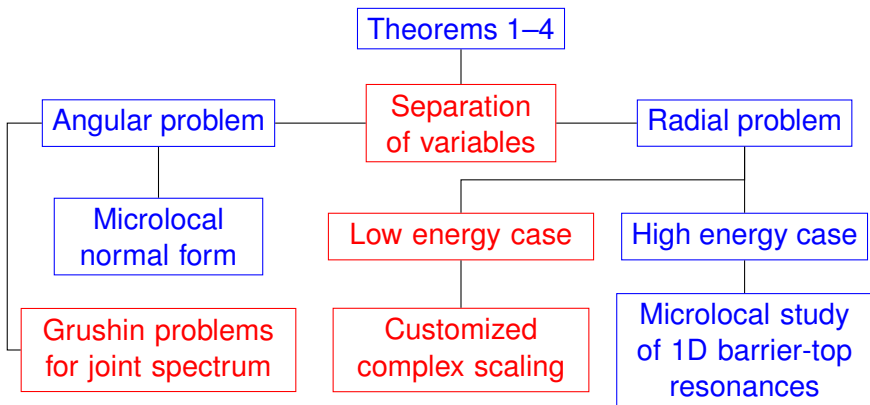 Theorems 1–4
Angular problem
Separation
of variables
Radial problem
Microlocal
normal form
Low energy case
High energy case
Grushin problems
for joint spectrum
Customized
complex scaling
Microlocal study
of 1D barrier-top
resonances